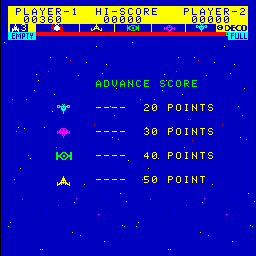 PLAYER-1 HI-SCORE PLAYER-2
00360 00000 00000
3 DECO
EMPTY FULL
ADVANCE SCORE
---- 20 POINTS
---- 30 POINTS
---- 40 POINTS
---- 50 POINT